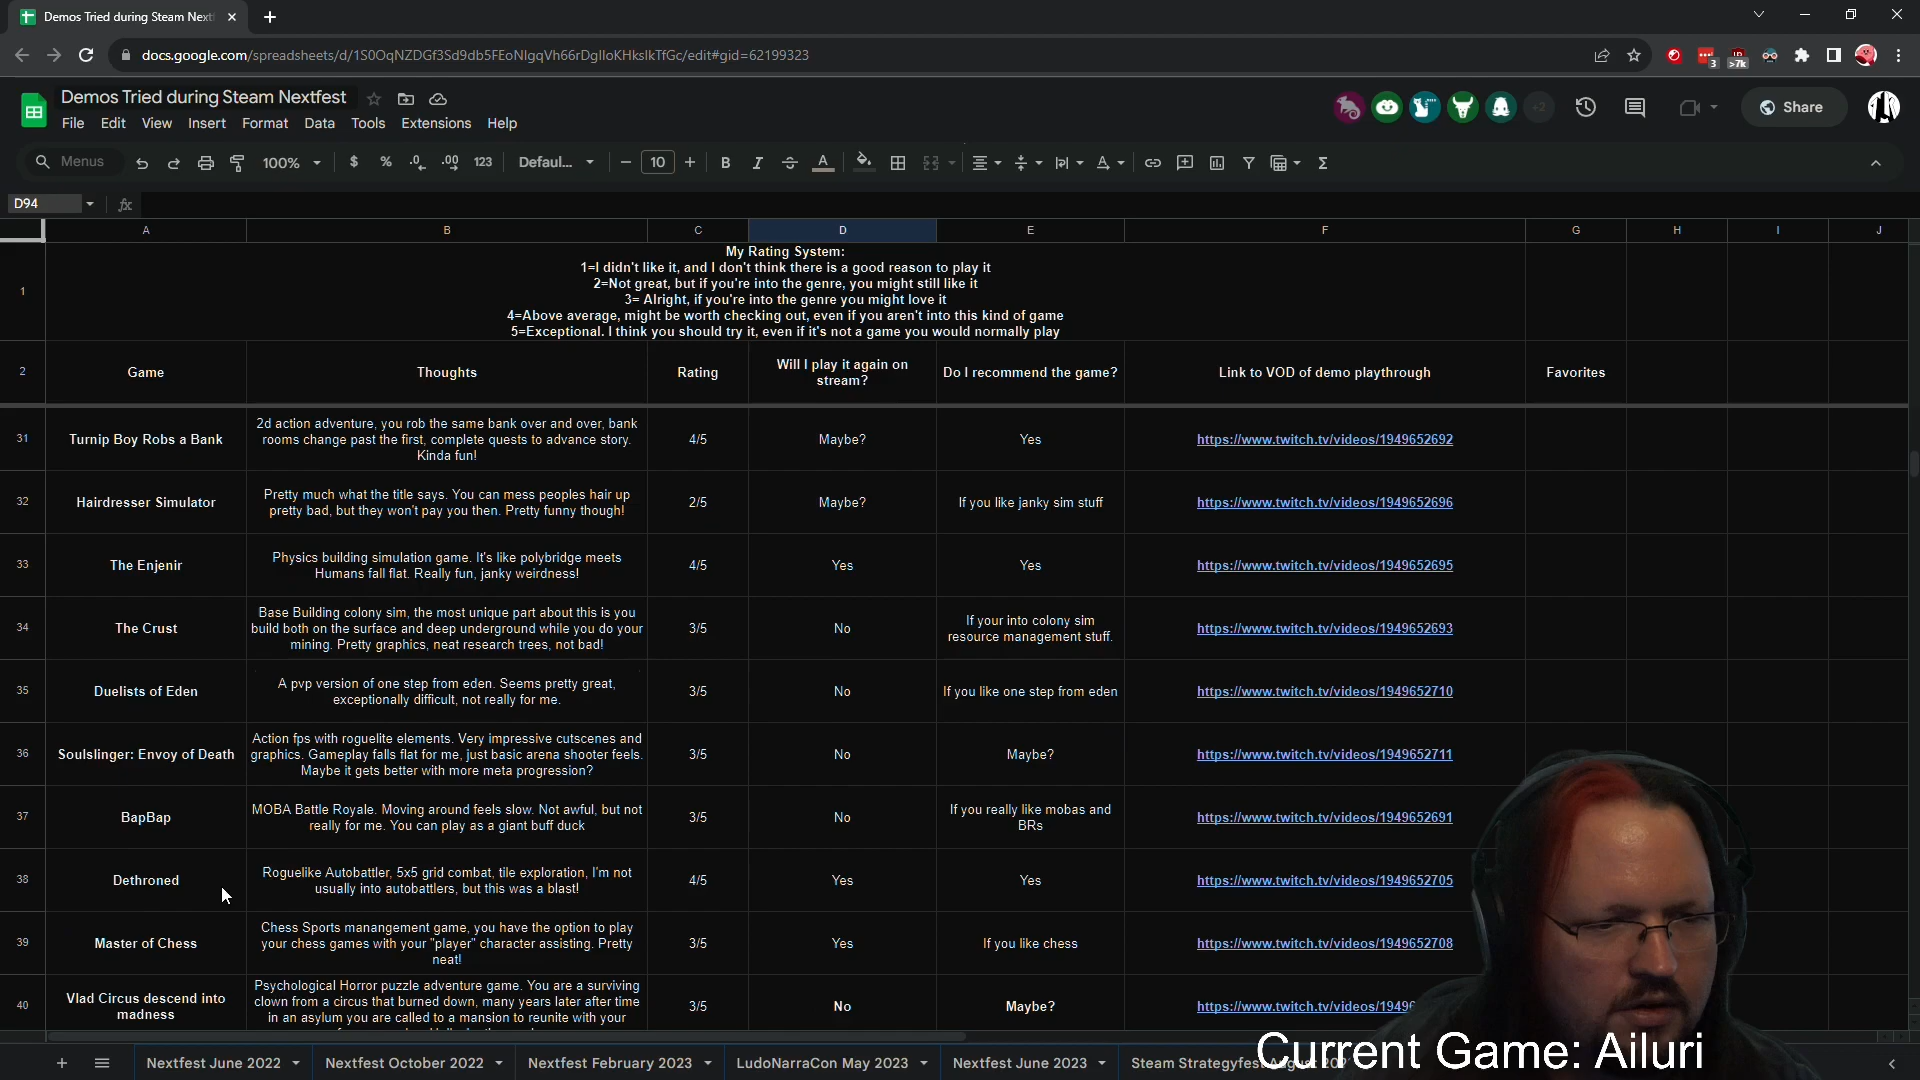 Demos Tried during Steam Next
docs.google.com/spreadsheets/d/1S0OqNZDGf3Sd9db5FEoNlgqVh66rDglloKHkslkTfGc/edit#gid=62199323
3
>7k
Demos Tried during Steam Nextfest
File Edit View Insert Format Data Tools Extensions Help
+2
Share
Menus
100%
$ % .0 .00 123
Defaul...
10
B I A
D94
fx
A B C D E F G H I J
1
My Rating System:
1=I didn't like it, and I don't think there is a good reason to play it
2=Not great, but if you're into the genre, you might still like it
3= Alright, if you're into the genre you might love it
4=Above average, might be worth checking out, even if you aren't into this kind of game
5=Exceptional. I think you should try it, even if it's not a game you would normally play
2
Game
Thoughts
Rating
Will I play it again on
stream?
Do I recommend the game?
Link to VOD of demo playthrough
Favorites
31
Turnip Boy Robs a Bank
2d action adventure, you rob the same bank over and over, bank
rooms change past the first, complete quests to advance story.
Kinda fun!
4/5
Maybe?
Yes
https://www.twitch.tv/videos/1949652692
32
Hairdresser Simulator
Pretty much what the title says. You can mess peoples hair up
pretty bad, but they won't pay you then. Pretty funny though!
2/5
Maybe?
If you like janky sim stuff
https://www.twitch.tv/videos/1949652696
33
The Enjenir
Physics building simulation game. It's like polybridge meets
Humans fall flat. Really fun, janky weirdness!
4/5
Yes
Yes
https://www.twitch.tv/videos/1949652695
34
The Crust
Base Building colony sim, the most unique part about this is you
build both on the surface and deep underground while you do your
mining. Pretty graphics, neat research trees, not bad!
3/5
No
If your into colony sim
resource management stuff.
https://www.twitch.tv/videos/1949652693
35
Duelists of Eden
A pvp version of one step from eden. Seems pretty great,
exceptionally difficult, not really for me.
3/5
No
If you like one step from eden
https://www.twitch.tv/videos/1949652710
36
Soulslinger: Envoy of Death
Action fps with roguelite elements. Very impressive cutscenes and
graphics. Gameplay falls flat for me, just basic arena shooter feels.
Maybe it gets better with more meta progression?
3/5
No
Maybe?
https://www.twitch.tv/videos/1949652711
37
BapBap
MOBA Battle Royale. Moving around feels slow. Not awful, but not
really for me. You can play as a giant buff duck
3/5
No
If you really like mobas and
BRs
https://www.twitch.tv/videos/1949652691
38
Dethroned
Roguelike Autobattler, 5x5 grid combat, tile exploration, I'm not
usually into autobattlers, but this was a blast!
4/5
Yes
Yes
https://www.twitch.tv/videos/1949652705
39
Master of Chess
Chess Sports manangement game, you have the option to play
your chess games with your "player" character assisting. Pretty
neat!
3/5
Yes
If you like chess
https://www.twitch.tv/videos/1949652708
40
Vlad Circus descend into
madness
Psychological Horror puzzle adventure game. You are a surviving
clown from a circus that burned down, many years later after time
in an asylum you are called to a mansion to reunite with your
3/5
No
Maybe?
https://www.twitch.tv/videos/1949
Nextfest June 2022
Nextfest October 2022
Nextfest February 2023
LudoNarraCon May 2023
Nextfest June 2023
Steam Strategyfest
Current Game: Ailuri